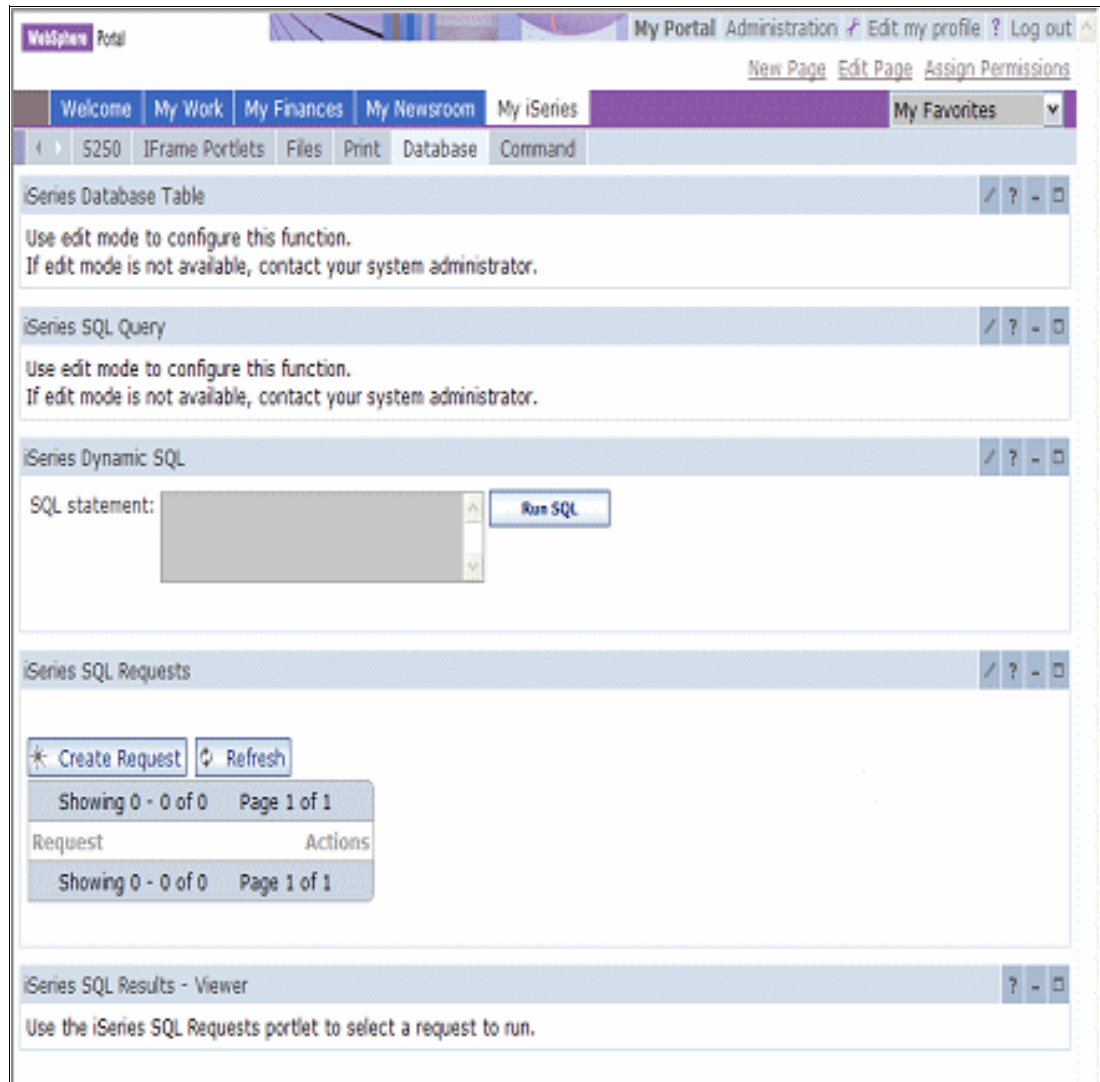 WebSphere Portal
My Portal Administration Edit my profile ? Log out
New Page Edit Page Assign Permissions
Welcome My Work My Finances My Newsroom My iSeries My Favorites
5250 IFrame Portlets Files Print Database Command
iSeries Database Table ? -
Use edit mode to configure this function.
If edit mode is not available, contact your system administrator.
iSeries SQL Query ? -
Use edit mode to configure this function.
If edit mode is not available, contact your system administrator.
iSeries Dynamic SQL ? -
SQL statement: Run SQL
iSeries SQL Requests ? -
Create Request Refresh
Showing 0 - 0 of 0 Page 1 of 1
Request Actions
Showing 0 - 0 of 0 Page 1 of 1
iSeries SQL Results - Viewer ? -
Use the iSeries SQL Requests portlet to select a request to run.